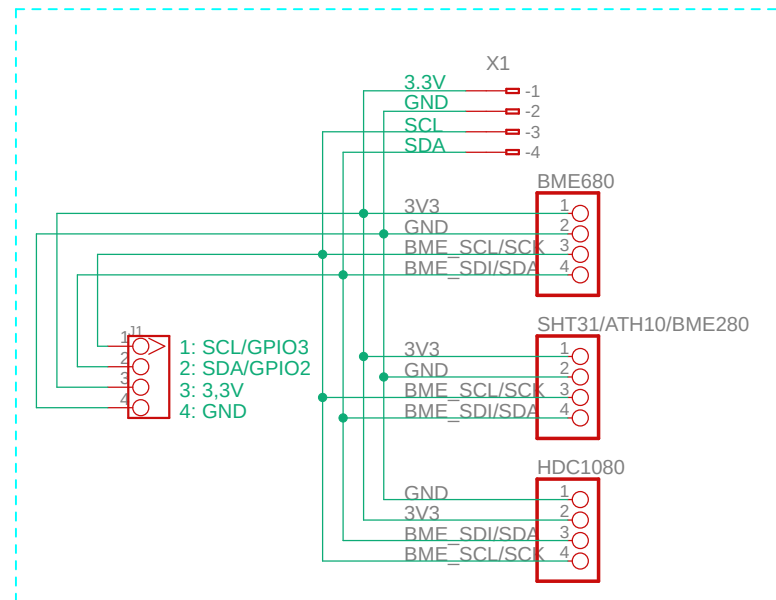 X1
3.3V -1
GND -2
SCL -3
SDA -4
BME680
3V3 1
GND 2
BME_SCL/SCK 3
BME_SDI/SDA 4
J1
1 1: SCL/GPIO3
2 2: SDA/GPIO2
3 3: 3,3V
4 4: GND
SHT31/ATH10/BME280
3V3 1
GND 2
BME_SCL/SCK 3
BME_SDI/SDA 4
HDC1080
GND 1
3V3 2
BME_SDI/SDA 3
BME_SCL/SCK 4